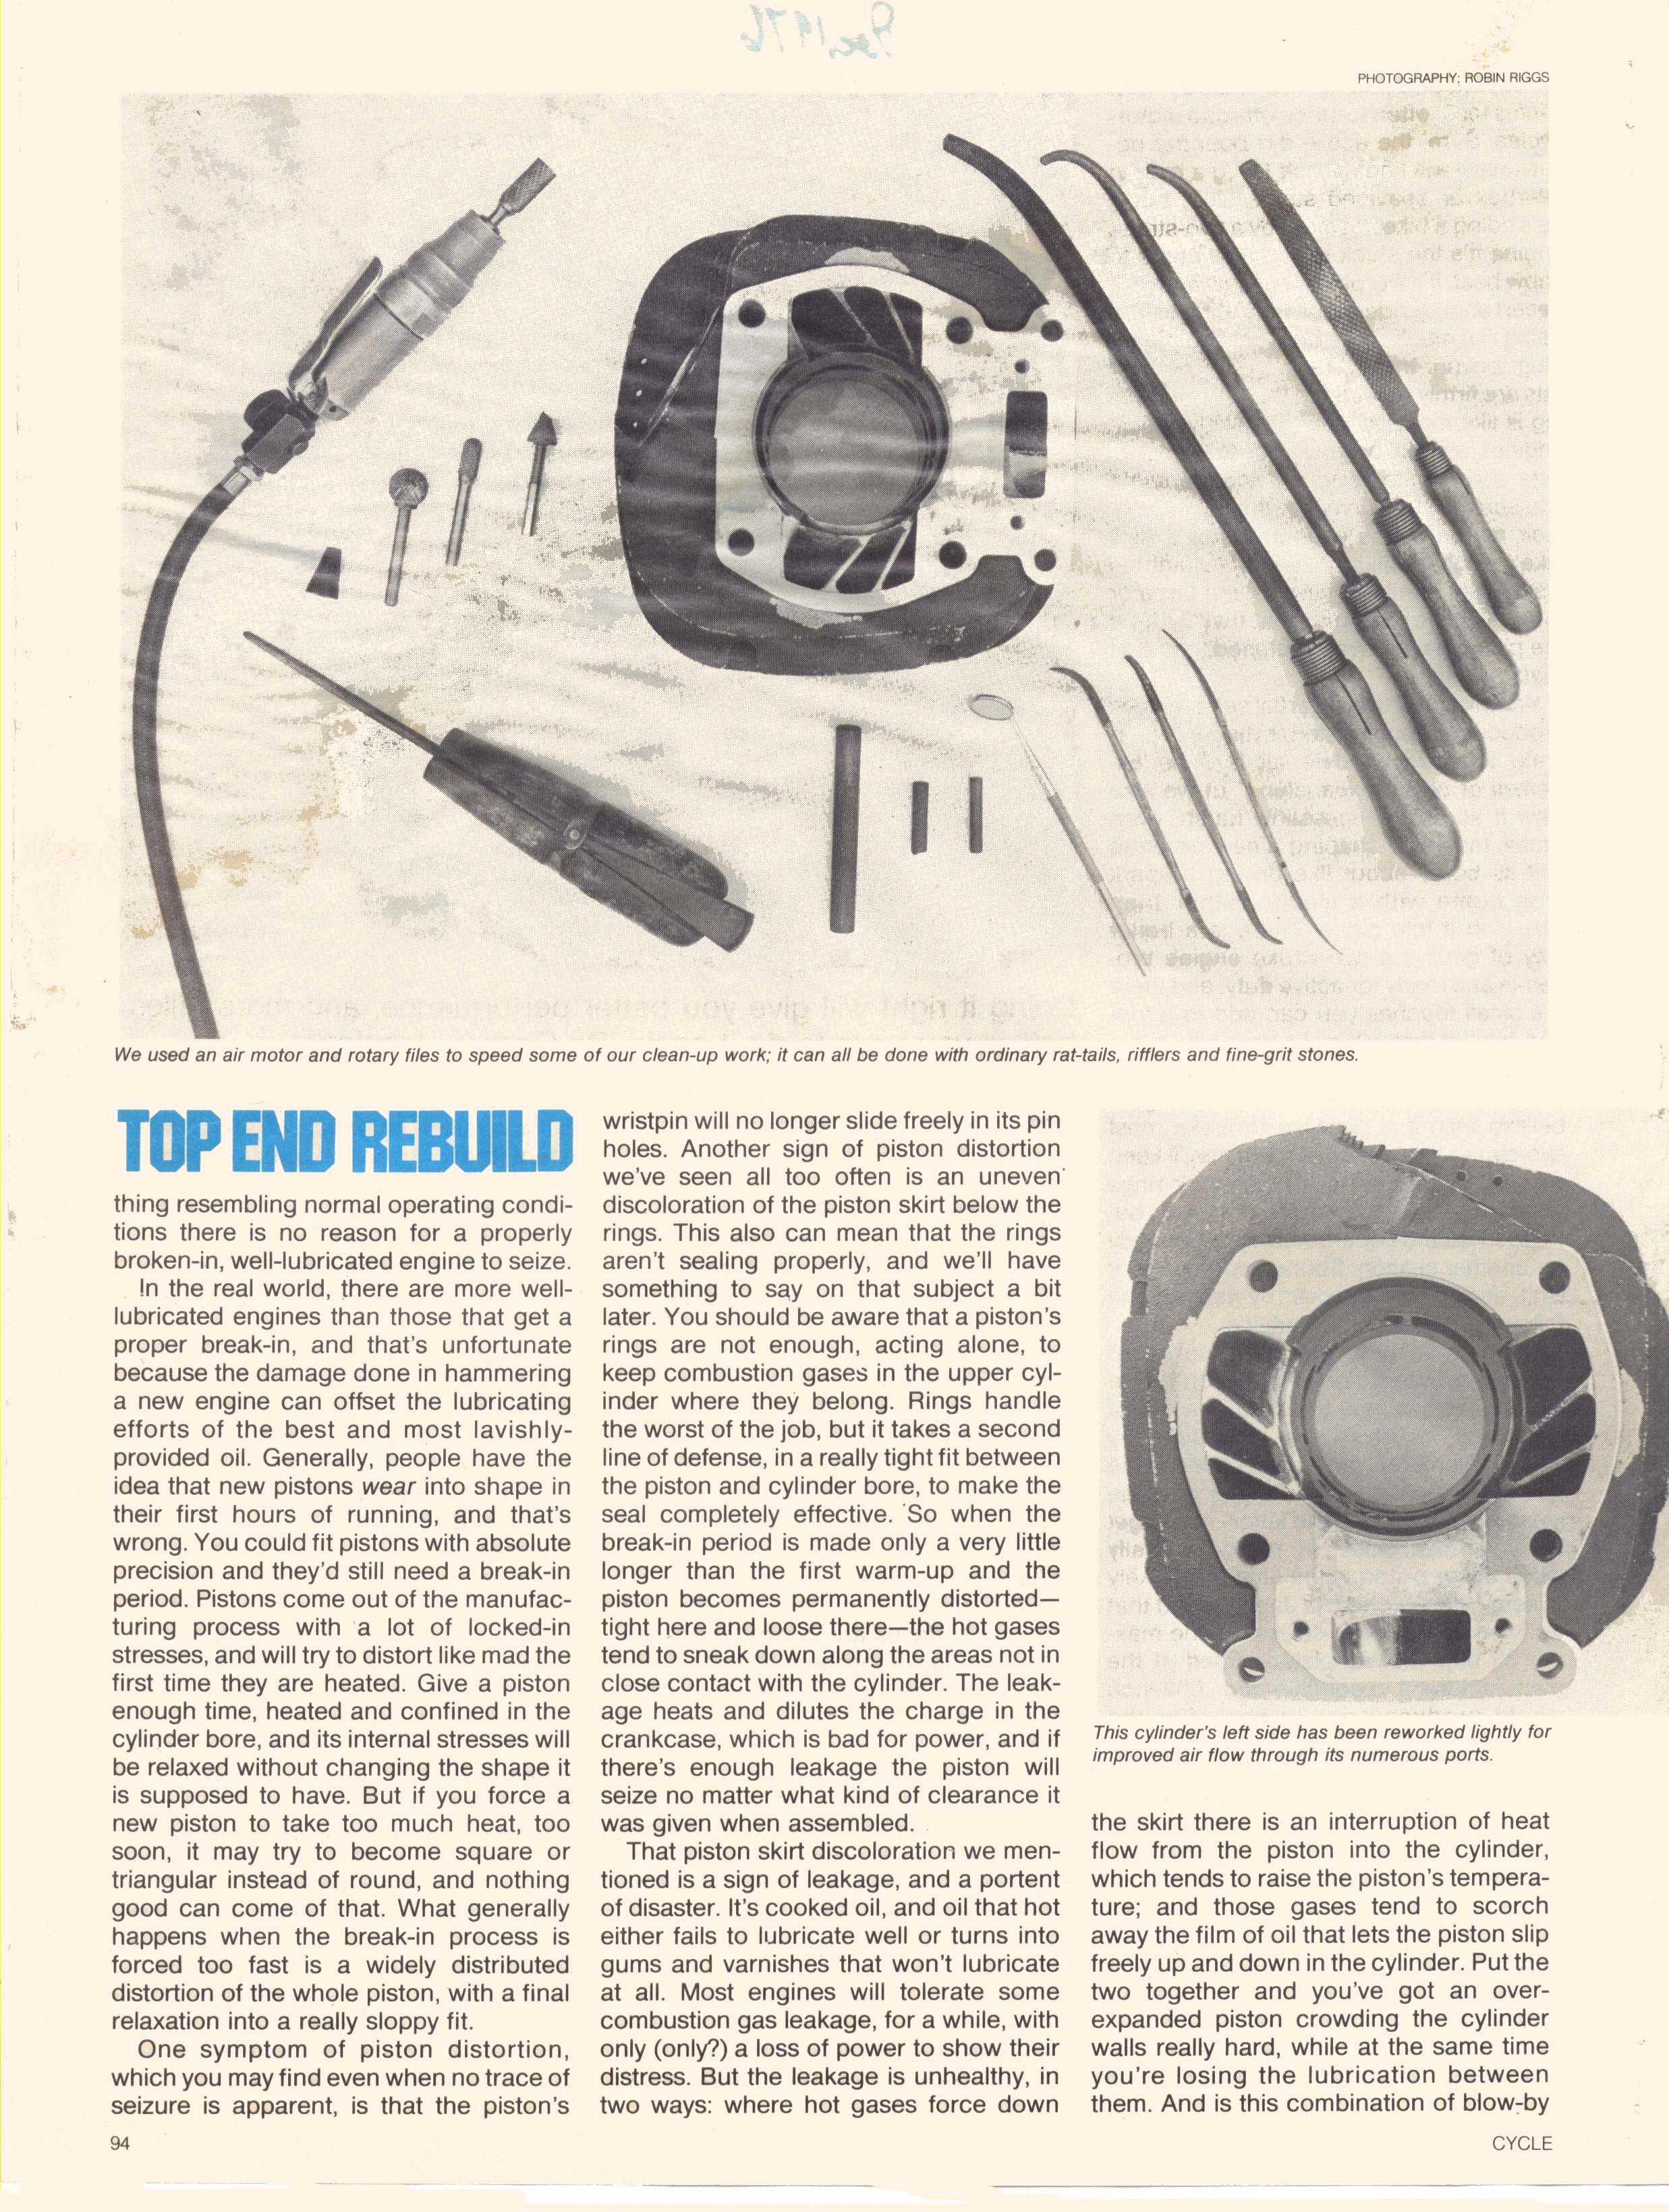 PHOTOGRAPHY: ROBIN RIGGS
We used an air motor and rotary files to speed some of our clean-up work; it can all be done with ordinary rat-tails, rifflers and fine-grit stones.
TOP END REBUILD
thing resembling normal operating condi-
tions there is no reason for a properly
broken-in, well-lubricated engine to seize.
In the real world, there are more well-
lubricated engines than those that get a
proper break-in, and that's unfortunate
because the damage done in hammering
a new engine can offset the lubricating
efforts of the best and most lavishly-
provided oil. Generally, people have the
idea that new pistons wear into shape in
their first hours of running, and that's
wrong. You could fit pistons with absolute
precision and they'd still need a break-in
period. Pistons come out of the manufac-
turing process with a lot of locked-in
stresses, and will try to distort like mad the
first time they are heated. Give a piston
enough time, heated and confined in the
cylinder bore, and its internal stresses will
be relaxed without changing the shape it
is supposed to have. But if you force a
new piston to take too much heat, too
soon, it may try to become square or
triangular instead of round, and nothing
good can come of that. What generally
happens when the break-in process is
forced too fast is a widely distributed
distortion of the whole piston, with a final
relaxation into a really sloppy fit.
One symptom of piston distortion,
which you may find even when no trace of
seizure is apparent, is that the piston's
wristpin will no longer slide freely in its pin
holes. Another sign of piston distortion
we've seen all too often is an uneven
discoloration of the piston skirt below the
rings. This also can mean that the rings
aren't sealing properly, and we'll have
something to say on that subject a bit
later. You should be aware that a piston's
rings are not enough, acting alone, to
keep combustion gases in the upper cyl-
inder where they belong. Rings handle
the worst of the job, but it takes a second
line of defense, in a really tight fit between
the piston and cylinder bore, to make the
seal completely effective. So when the
break-in period is made only a very little
longer than the first warm-up and the
piston becomes permanently distorted—
tight here and loose there—the hot gases
tend to sneak down along the areas not in
close contact with the cylinder. The leak-
age heats and dilutes the charge in the
crankcase, which is bad for power, and if
there's enough leakage the piston will
seize no matter what kind of clearance it
was given when assembled.
That piston skirt discoloration we men-
tioned is a sign of leakage, and a portent
of disaster. It's cooked oil, and oil that hot
either fails to lubricate well or turns into
gums and varnishes that won't lubricate
at all. Most engines will tolerate some
combustion gas leakage, for a while, with
only (only?) a loss of power to show their
distress. But the leakage is unhealthy, in
two ways: where hot gases force down
This cylinder's left side has been reworked lightly for
improved air flow through its numerous ports.
the skirt there is an interruption of heat
flow from the piston into the cylinder,
which tends to raise the piston's tempera-
ture; and those gases tend to scorch
away the film of oil that lets the piston slip
freely up and down in the cylinder. Put the
two together and you've got an over-
expanded piston crowding the cylinder
walls really hard, while at the same time
you're losing the lubrication between
them. And is this combination of blow-by
94
CYCLE